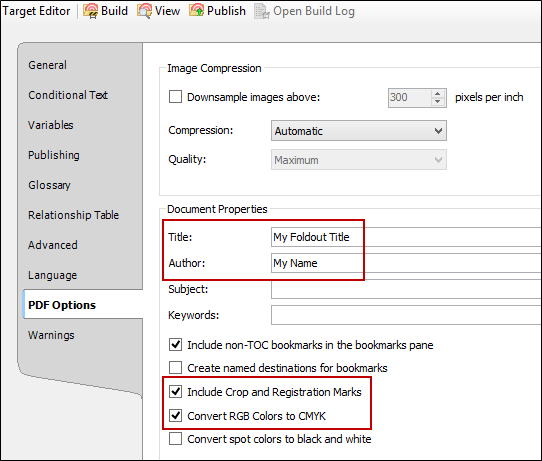 Target Editor Build View Publish Open Build Log
General
Conditional Text
Variables
Publishing
Glossary
Relationship Table
Advanced
Language
PDF Options
Warnings
Image Compression
Downsample images above: 300 pixels per inch
Compression: Automatic
Quality: Maximum
Document Properties
Title: My Foldout Title
Author: My Name
Subject:
Keywords:
Include non-TOC bookmarks in the bookmarks pane
Create named destinations for bookmarks
Include Crop and Registration Marks
Convert RGB Colors to CMYK
Convert spot colors to black and white